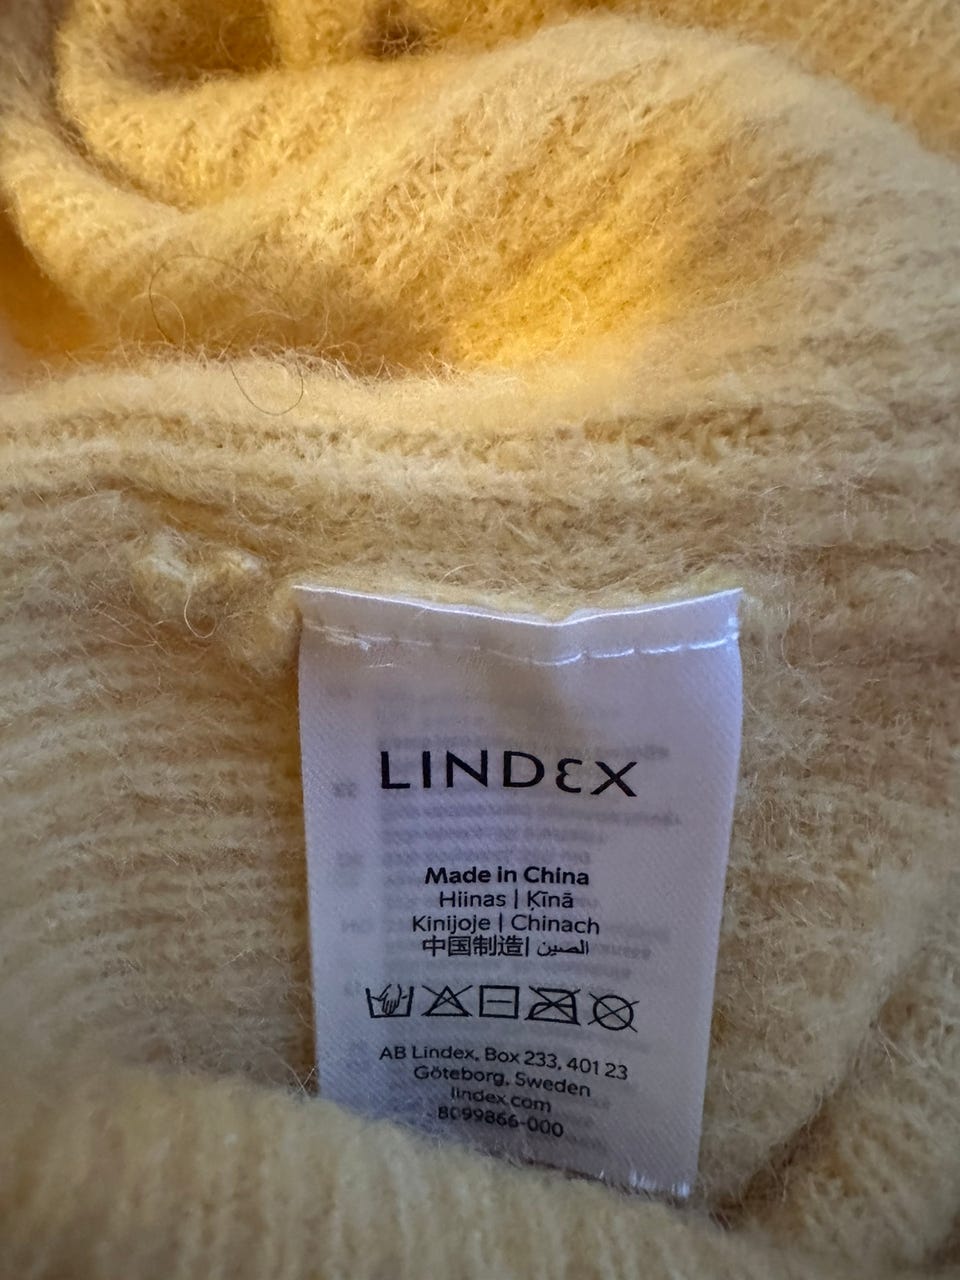 LINDEX
Made in China
Hiinas | Ķīnā
Kinijoje | Chinach
中国制造| الصين
AB Lindex, Box 233, 401 23
Göteborg, Sweden
lindex.com
8099866-000